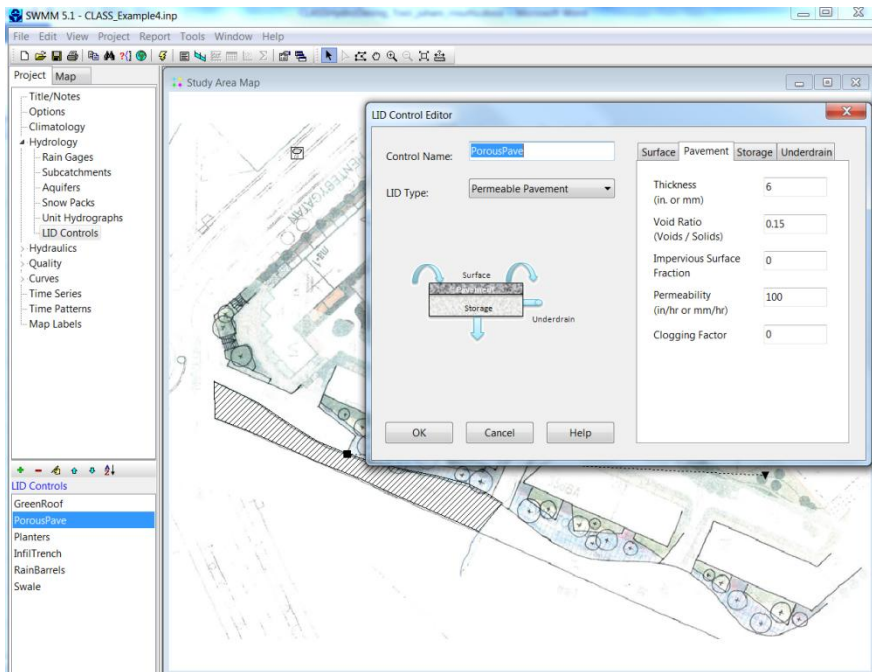 SWMM 5.1 - CLASS_Example4.inp
File Edit View Project Report Tools Window Help
Project Map
Title/Notes
Options
Climatology
Hydrology
Rain Gages
Subcatchments
Aquifers
Snow Packs
Unit Hydrographs
LID Controls
Hydraulics
Quality
Curves
Time Series
Time Patterns
Map Labels
LID Controls
GreenRoof
PorousPave
Planters
InfilTrench
RainBarrels
Swale
Study Area Map
LID Control Editor
Control Name: PorousPave
LID Type: Permeable Pavement
Surface
Pavement
Storage
Underdrain
OK Cancel Help
Surface Pavement Storage Underdrain
Thickness 6
(in. or mm)
Void Ratio 0.15
(Voids / Solids)
Impervious Surface 0
Fraction
Permeability 100
(in/hr or mm/hr)
Clogging Factor 0